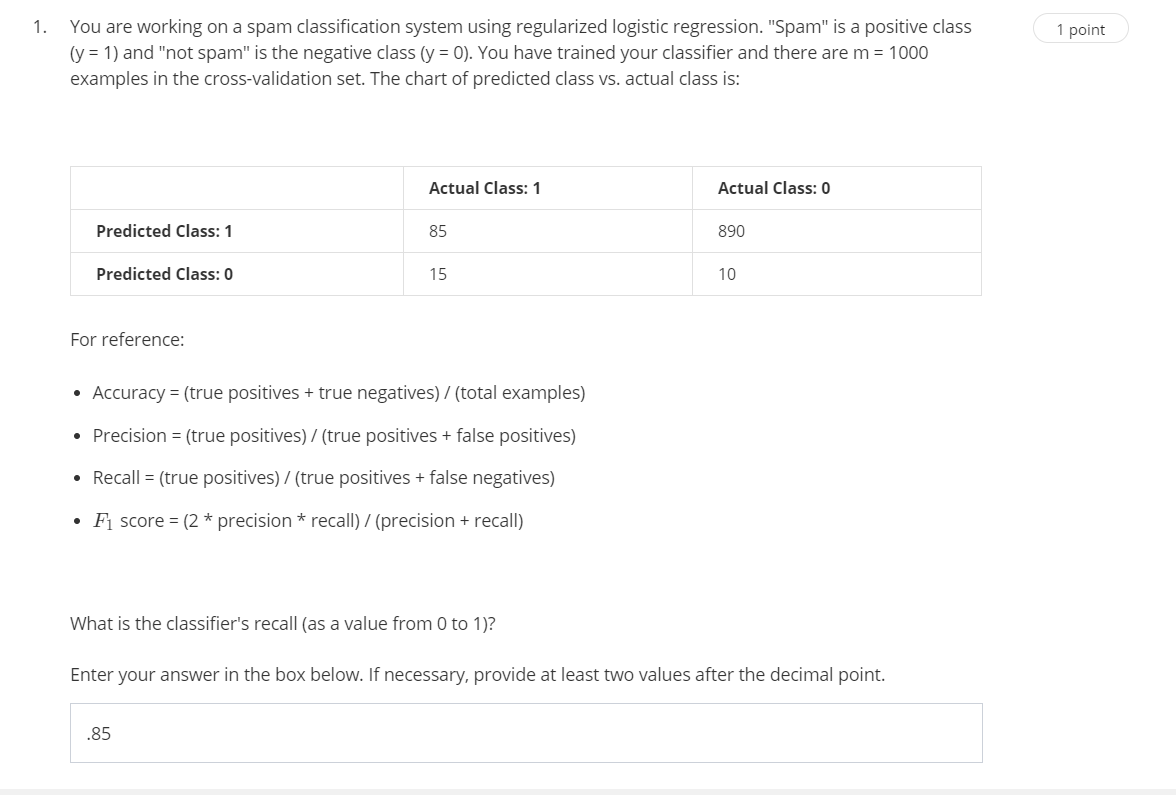 1. You are working on a spam classification system using regularized logistic regression. "Spam" is a positive class
1 point
(y = 1) and "not spam" is the negative class (y = 0). You have trained your classifier and there are m = 1000
examples in the cross-validation set. The chart of predicted class vs. actual class is:
Actual Class: 1 Actual Class: 0
Predicted Class: 1 85 890
Predicted Class: 0 15 10
For reference:
• Accuracy = (true positives + true negatives) / (total examples)
• Precision = (true positives) / (true positives + false positives)
• Recall = (true positives) / (true positives + false negatives)
• F₁ score = (2 * precision * recall) / (precision + recall)
What is the classifier's recall (as a value from 0 to 1)?
Enter your answer in the box below. If necessary, provide at least two values after the decimal point.
.85